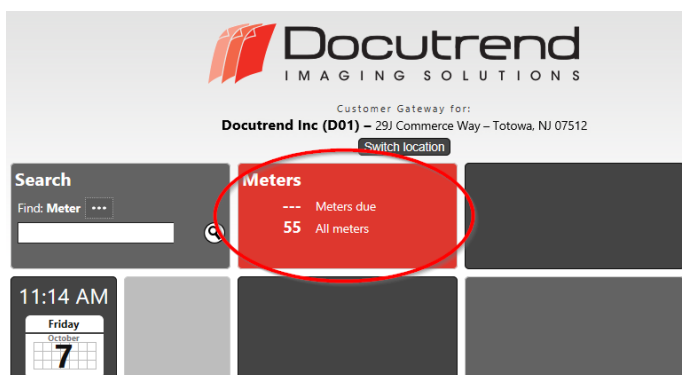 Docutrend
IMAGING SOLUTIONS
Customer Gateway for:
Docutrend Inc (D01) – 29J Commerce Way – Totowa, NJ 07512
Switch location
Search
Find: Meter ···
Meters
--- Meters due
55 All meters
11:14 AM
Friday
October
7